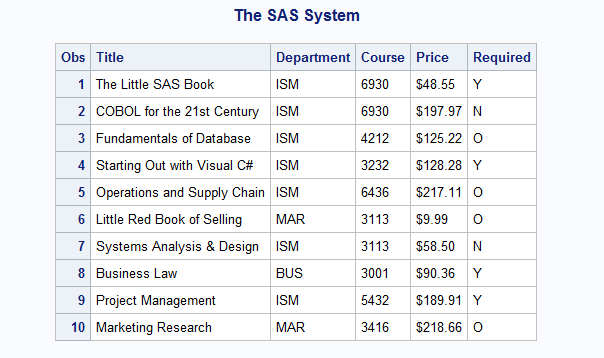 The SAS System
Obs Title Department Course Price Required
1 The Little SAS Book ISM 6930 $48.55 Y
2 COBOL for the 21st Century ISM 6930 $197.97 N
3 Fundamentals of Database ISM 4212 $125.22 O
4 Starting Out with Visual C# ISM 3232 $128.28 Y
5 Operations and Supply Chain ISM 6436 $217.11 O
6 Little Red Book of Selling MAR 3113 $9.99 O
7 Systems Analysis & Design ISM 3113 $58.50 N
8 Business Law BUS 3001 $90.36 Y
9 Project Management ISM 5432 $189.91 Y
10 Marketing Research MAR 3416 $218.66 O